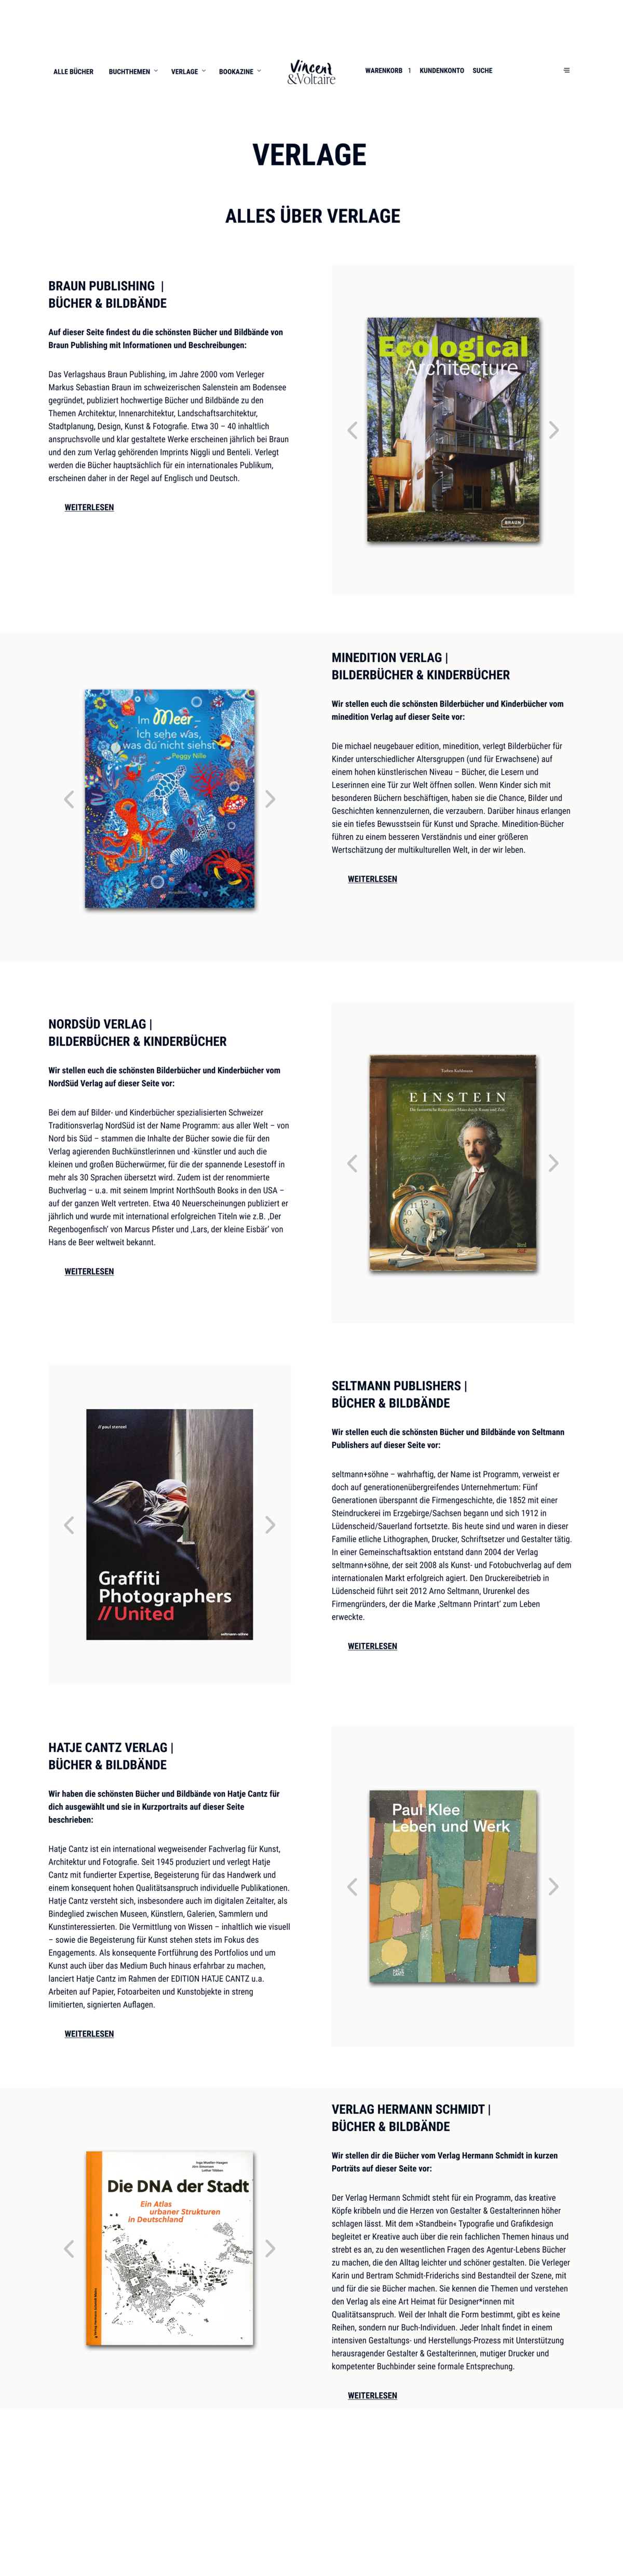 ALLE BÜCHER
BUCHTHEMEN
VERLAGE
BOOKAZINE
Vincent
&Voltaire
WARENKORB 1
KUNDENKONTO
SUCHE
VERLAGE
ALLES ÜBER VERLAGE
BRAUN PUBLISHING |
BÜCHER & BILDBÄNDE
Auf dieser Seite findest du die schönsten Bücher und Bildbände von
Braun Publishing mit Informationen und Beschreibungen:
Das Verlagshaus Braun Publishing, im Jahre 2000 vom Verleger
Markus Sebastian Braun im schweizerischen Salenstein am Bodensee
gegründet, publiziert hochwertige Bücher und Bildbände zu den
Themen Architektur, Innenarchitektur, Landschaftsarchitektur,
Stadtplanung, Design, Kunst & Fotografie. Etwa 30 – 40 inhaltlich
anspruchsvolle und klar gestaltete Werke erscheinen jährlich bei Braun
und den zum Verlag gehörenden Imprints Niggli und Benteli. Verlegt
werden die Bücher hauptsächlich für ein internationales Publikum,
erscheinen daher in der Regel auf Englisch und Deutsch.
WEITERLESEN
Ecological
Architecture
BRAUN
Im Meer –
Ich sehe was,
was du nicht siehst
Peggy Nille
MINEDITION VERLAG |
BILDERBÜCHER & KINDERBÜCHER
Wir stellen euch die schönsten Bilderbücher und Kinderbücher vom
minedition Verlag auf dieser Seite vor:
Die michael neugebauer edition, minedition, verlegt Bilderbücher für
Kinder unterschiedlicher Altersgruppen (und für Erwachsene) auf
einem hohen künstlerischen Niveau – Bücher, die Lesern und
Leserinnen eine Tür zur Welt öffnen sollen. Wenn Kinder sich mit
besonderen Büchern beschäftigen, haben sie die Chance, Bilder und
Geschichten kennenzulernen, die verzaubern. Darüber hinaus erlangen
sie ein tiefes Bewusstsein für Kunst und Sprache. Minedition-Bücher
führen zu einem besseren Verständnis und einer größeren
Wertschätzung der multikulturellen Welt, in der wir leben.
WEITERLESEN
NORDSÜD VERLAG |
BILDERBÜCHER & KINDERBÜCHER
Wir stellen euch die schönsten Bilderbücher und Kinderbücher vom
NordSüd Verlag auf dieser Seite vor:
Bei dem auf Bilder- und Kinderbücher spezialisierten Schweizer
Traditionsverlag NordSüd ist der Name Programm: aus aller Welt – von
Nord bis Süd – stammen die Inhalte der Bücher sowie die für den
Verlag agierenden Buchkünstlerinnen und -künstler und auch die
kleinen und großen Bücherwürmer, für die der spannende Lesestoff in
mehr als 30 Sprachen übersetzt wird. Zudem ist der renommierte
Buchverlag – u.a. mit seinem Imprint NorthSouth Books in den USA –
auf der ganzen Welt vertreten. Etwa 40 Neuerscheinungen publiziert er
jährlich und wurde mit international erfolgreichen Titeln wie z.B. ‚Der
Regenbogenfisch‘ von Marcus Pfister und ‚Lars, der kleine Eisbär‘ von
Hans de Beer weltweit bekannt.
WEITERLESEN
Torben Kuhlmann
EINSTEIN
Die fantastische Reise einer Maus durch Raum und Zeit
// paul stenzel
Graffiti
Photographers
//United
seltmann+söhne
SELTMANN PUBLISHERS |
BÜCHER & BILDBÄNDE
Wir stellen euch die schönsten Bücher und Bildbände von Seltmann
Publishers auf dieser Seite vor:
seltmann+söhne – wahrhaftig, der Name ist Programm, verweist er
doch auf generationenübergreifendes Unternehmertum: Fünf
Generationen überspannt die Firmengeschichte, die 1852 mit einer
Steindruckerei im Erzgebirge/Sachsen begann und sich 1912 in
Lüdenscheid/Sauerland fortsetzte. Bis heute sind und waren in dieser
Familie etliche Lithographen, Drucker, Schriftsetzer und Gestalter tätig.
In einer Gemeinschaftsaktion entstand dann 2004 der Verlag
seltmann+söhne, der seit 2008 als Kunst- und Fotobuchverlag auf dem
internationalen Markt erfolgreich agiert. Den Druckereibetrieb in
Lüdenscheid führt seit 2012 Arno Seltmann, Ururenkel des
Firmengründers, der die Marke ‚Seltmann Printart‘ zum Leben
erweckte.
WEITERLESEN
HATJE CANTZ VERLAG |
BÜCHER & BILDBÄNDE
Wir haben die schönsten Bücher und Bildbände von Hatje Cantz für
dich ausgewählt und sie in Kurzportraits auf dieser Seite
beschrieben:
Hatje Cantz ist ein international wegweisender Fachverlag für Kunst,
Architektur und Fotografie. Seit 1945 produziert und verlegt Hatje
Cantz mit fundierter Expertise, Begeisterung für das Handwerk und
einem konsequent hohen Qualitätsanspruch individuelle Publikationen.
Hatje Cantz versteht sich, insbesondere auch im digitalen Zeitalter, als
Bindeglied zwischen Museen, Künstlern, Galerien, Sammlern und
Kunstinteressierten. Die Vermittlung von Wissen – inhaltlich wie visuell
– sowie die Begeisterung für Kunst stehen stets im Fokus des
Engagements. Als konsequente Fortführung des Portfolios und um
Kunst auch über das Medium Buch hinaus erfahrbar zu machen,
lanciert Hatje Cantz im Rahmen der EDITION HATJE CANTZ u.a.
Arbeiten auf Papier, Fotoarbeiten und Kunstobjekte in streng
limitierten, signierten Auflagen.
WEITERLESEN
Paul Klee
Leben und Werk
HATJE
CANTZ
Die DNA der Stadt
Ein Atlas
urbaner Strukturen
in Deutschland
VERLAG HERMANN SCHMIDT |
BÜCHER & BILDBÄNDE
Wir stellen dir die Bücher vom Verlag Hermann Schmidt in kurzen
Porträts auf dieser Seite vor:
Der Verlag Hermann Schmidt steht für ein Programm, das kreative
Köpfe kribbeln und die Herzen von Gestalter & Gestalterinnen höher
schlagen lässt. Mit dem »Standbein« Typografie und Grafikdesign
begleitet er Kreative auch über die rein fachlichen Themen hinaus und
strebt es an, zu den wesentlichen Fragen des Agentur-Lebens Bücher
zu machen, die den Alltag leichter und schöner gestalten. Die Verleger
Karin und Bertram Schmidt-Friderichs sind Bestandteil der Szene, mit
und für die sie Bücher machen. Sie kennen die Themen und verstehen
den Verlag als eine Art Heimat für Designer*innen mit
Qualitätsanspruch. Weil der Inhalt die Form bestimmt, gibt es keine
Reihen, sondern nur Buch-Individuen. Jeder Inhalt findet in einem
intensiven Gestaltungs- und Herstellungs-Prozess mit Unterstützung
herausragender Gestalter & Gestalterinnen, mutiger Drucker und
kompetenter Buchbinder seine formale Entsprechung.
WEITERLESEN